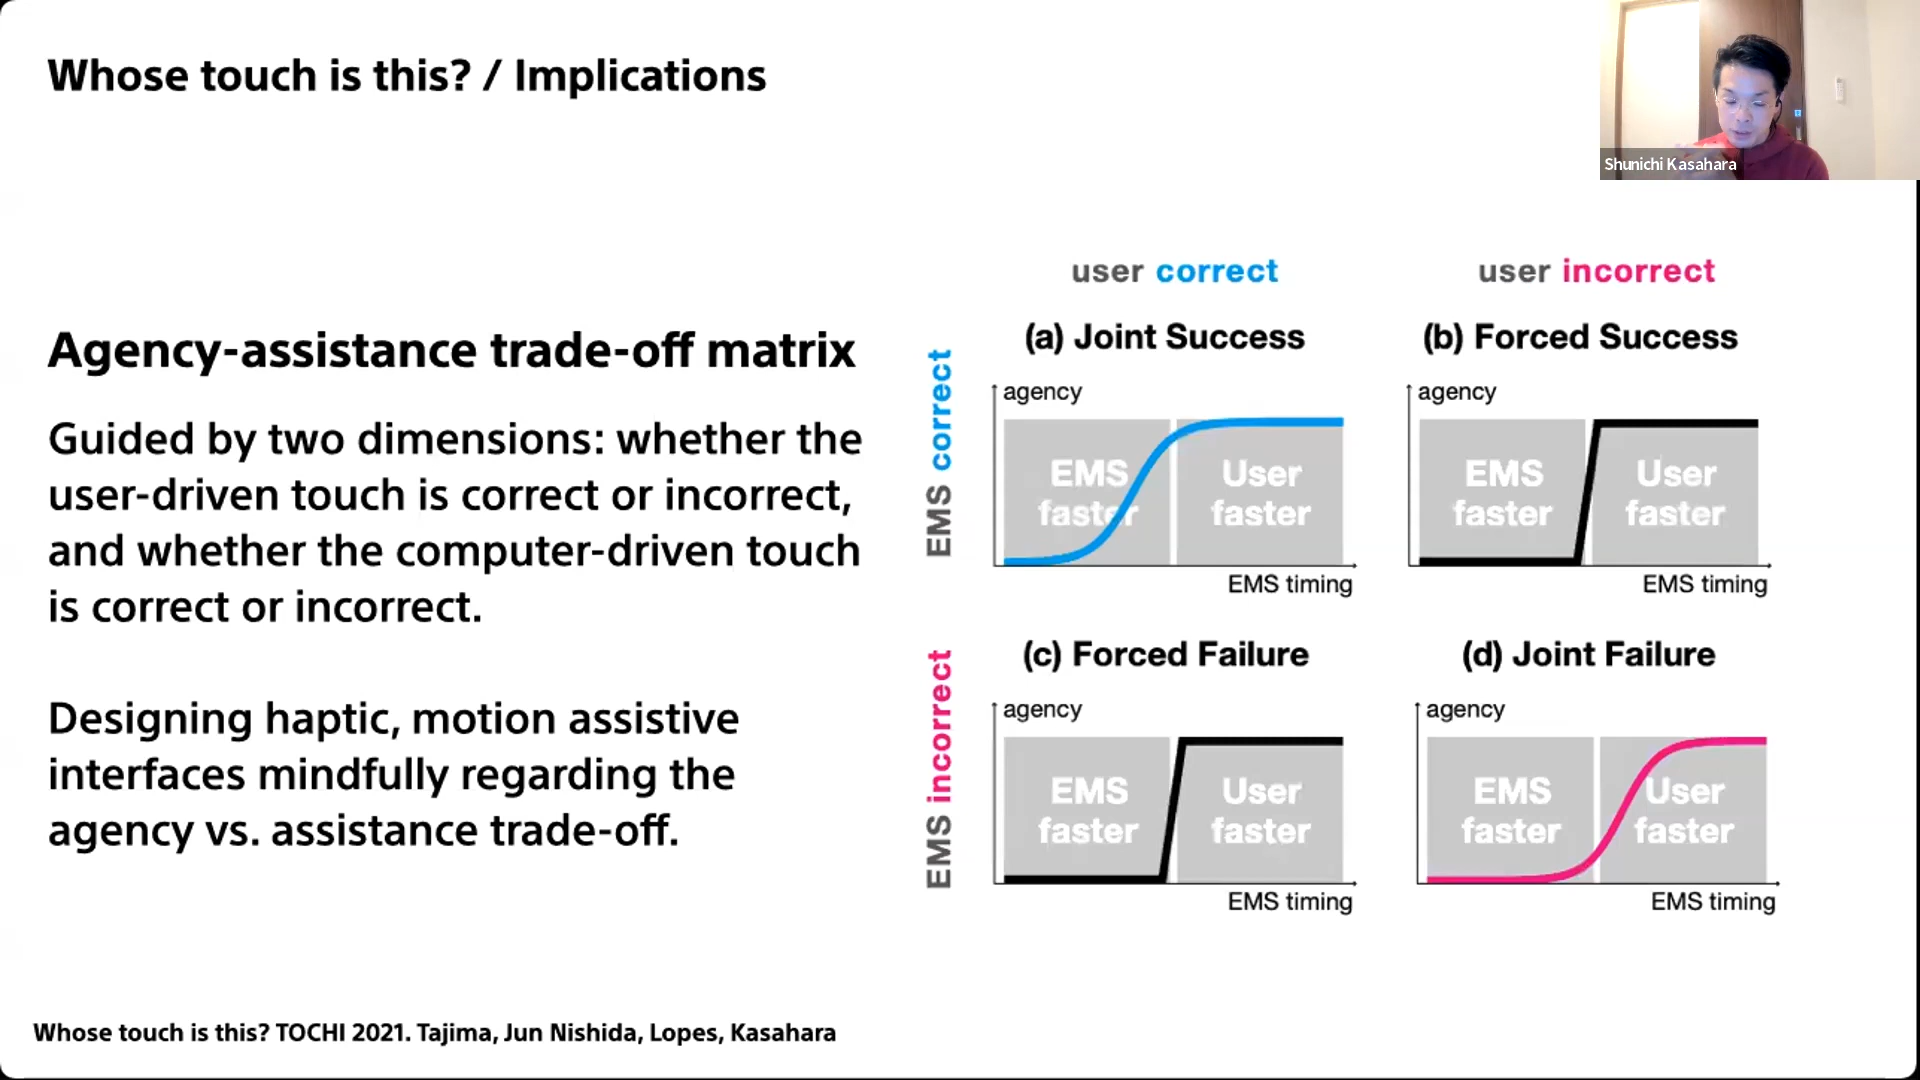 Whose touch is this? / Implications
Shunichi Kasahara
Agency-assistance trade-off matrix
Guided by two dimensions: whether the
user-driven touch is correct or incorrect,
and whether the computer-driven touch
is correct or incorrect.
Designing haptic, motion assistive
interfaces mindfully regarding the
agency vs. assistance trade-off.
user correct
user incorrect
EMS correct
(a) Joint Success
agency
EMS
faster
User
faster
EMS timing
(b) Forced Success
agency
EMS
faster
User
faster
EMS timing
EMS incorrect
(c) Forced Failure
agency
EMS
faster
User
faster
EMS timing
(d) Joint Failure
agency
EMS
faster
User
faster
EMS timing
Whose touch is this? TOCHI 2021. Tajima, Jun Nishida, Lopes, Kasahara